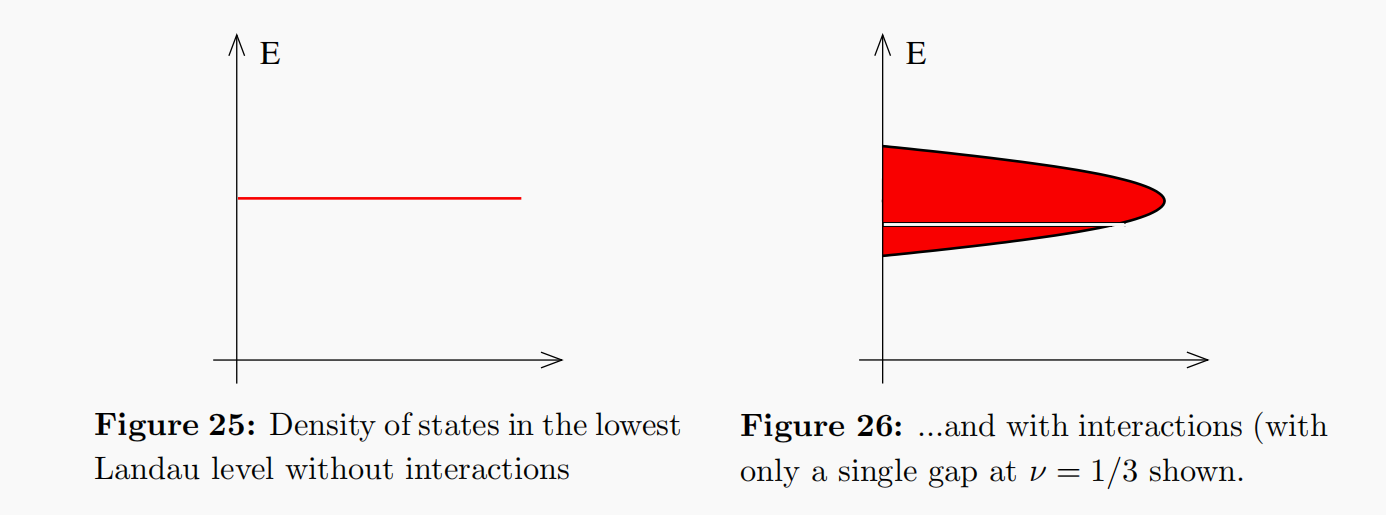 E
E
Figure 25: Density of states in the lowest
Landau level without interactions
Figure 26: ...and with interactions (with
only a single gap at ν = 1/3 shown.